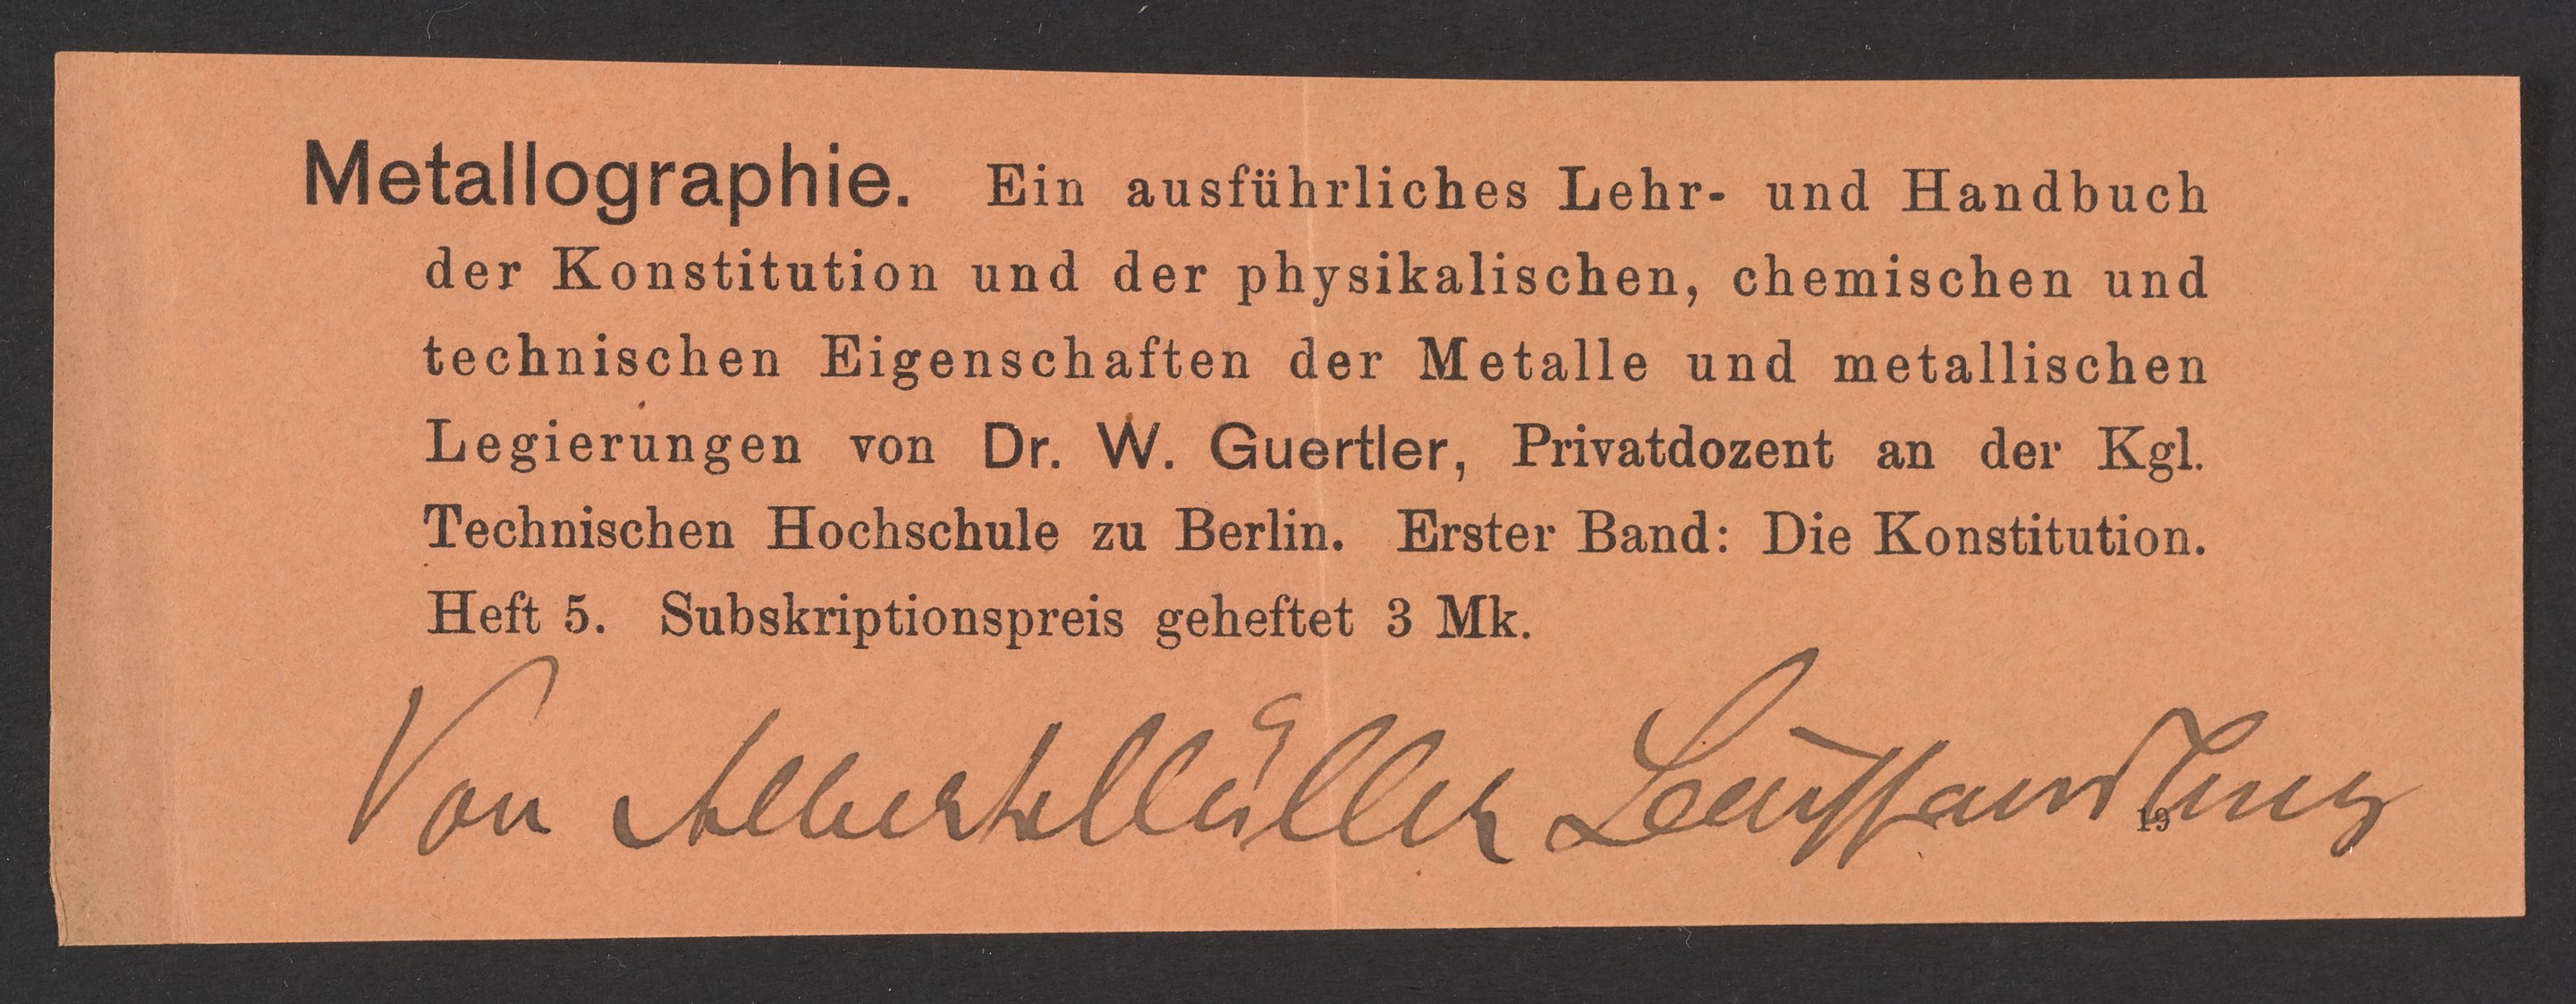 Metallographie. Ein ausführliches Lehr- und Handbuch
der Konstitution und der physikalischen, chemischen und
technischen Eigenschaften der Metalle und metallischen
Legierungen von Dr. W. Guertler, Privatdozent an der Kgl.
Technischen Hochschule zu Berlin. Erster Band: Die Konstitution.
Heft 5. Subskriptionspreis geheftet 3 Mk.
Von Albert Müller
19